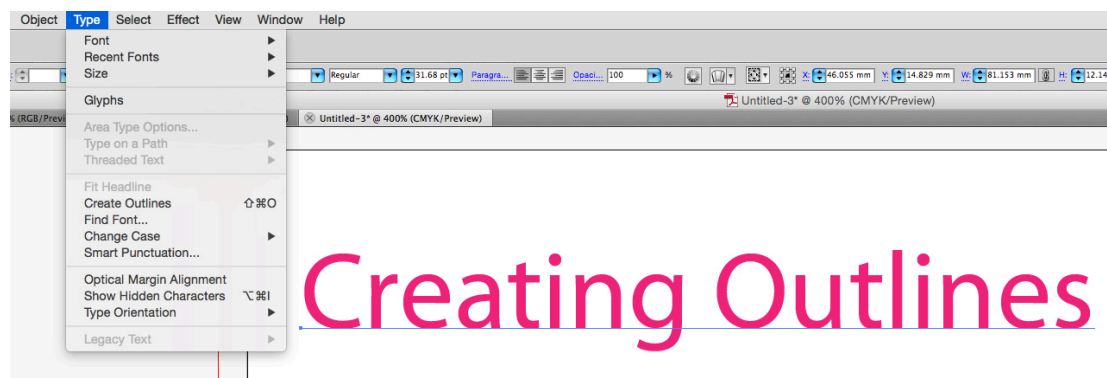 Object Type Select Effect View Window Help
Font
Recent Fonts
Size
Regular 31.68 pt Paragra... Opaci... 100 % X: 46.055 mm Y: 14.829 mm W: 81.153 mm H: 12.14
Glyphs
Untitled-3* @ 400% (CMYK/Preview)
% (RGB/Previ
Untitled-3* @ 400% (CMYK/Preview)
Area Type Options...
Type on a Path
Threaded Text
Fit Headline
Create Outlines ⇧⌘O
Find Font...
Change Case
Smart Punctuation...
Optical Margin Alignment
Show Hidden Characters ⌥⌘I
Type Orientation
Legacy Text
Creating Outlines